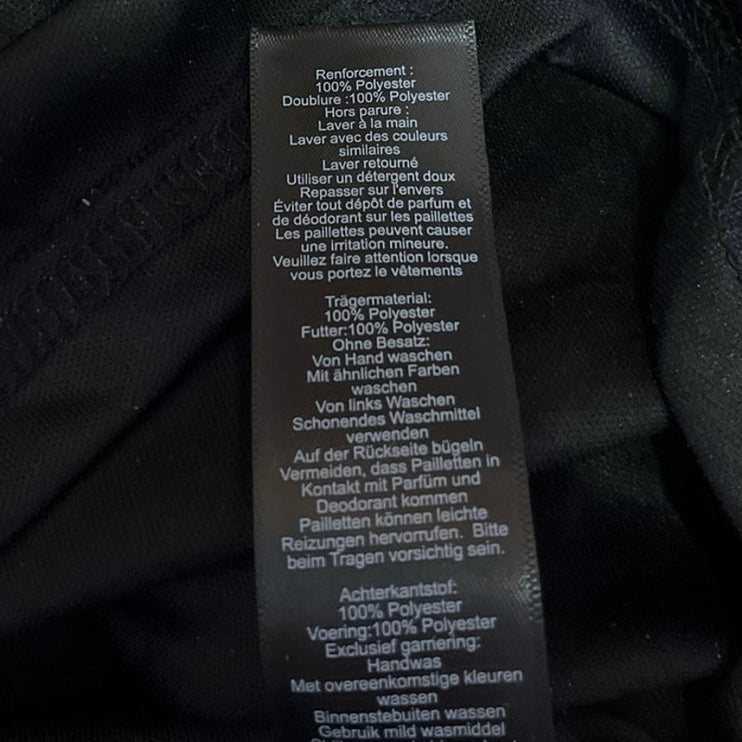 Renforcement :
100% Polyester
Doublure :100% Polyester
Hors parure :
Laver à la main
Laver avec des couleurs
similaires
Laver retourné
Utiliser un détergent doux
Repasser sur l'envers
Éviter tout dépôt de parfum et
de déodorant sur les paillettes
Les paillettes peuvent causer
une irritation mineure.
Veuillez faire attention lorsque
vous portez le vêtements
Trägermaterial:
100% Polyester
Futter:100% Polyester
Ohne Besatz:
Von Hand waschen
Mit ähnlichen Farben
waschen
Von links Waschen
Schonendes Waschmittel
verwenden
Auf der Rückseite bügeln
Vermeiden, dass Pailletten in
Kontakt mit Parfüm und
Deodorant kommen
Pailletten können leichte
Reizungen hervorrufen. Bitte
beim Tragen vorsichtig sein.
Achterkantstof:
100% Polyester
Voering:100% Polyester
Exclusief garnering:
Handwas
Met overeenkomstige kleuren
wassen
Binnenstebuiten wassen
Gebruik mild wasmiddel